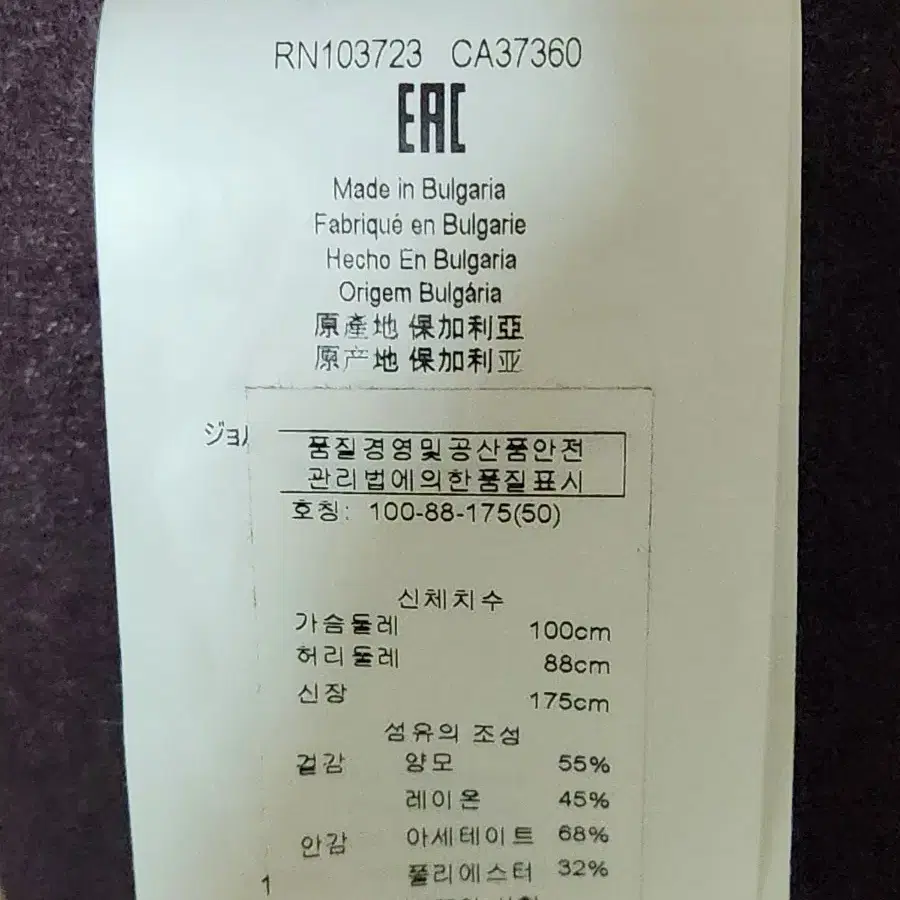 RN103723 CA37360
EAC
Made in Bulgaria
Fabriqué en Bulgarie
Hecho En Bulgaria
Origem Bulgária
原產地 保加利亞
原产地 保加利亚
ジョ
품질경영및공산품안전
관리법에의한품질표시
호칭: 100-88-175(50)
신체치수
가슴둘레 100cm
허리둘레 88cm
신장 175cm
섬유의 조성
겉감 양모 55%
레이온 45%
안감 아세테이트 68%
폴리에스터 32%
1